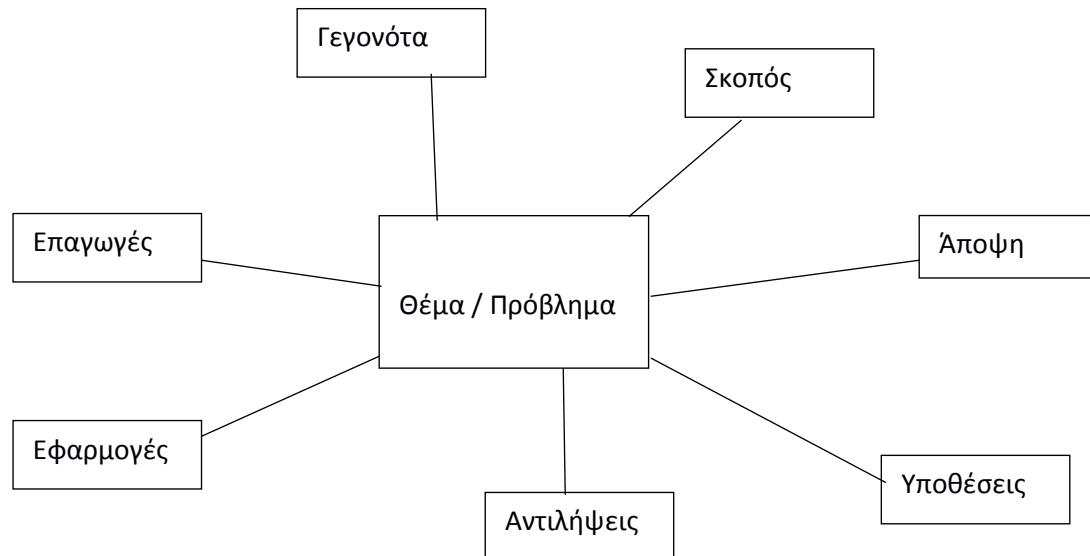 Γεγονότα
Σκοπός
Επαγωγές
Άποψη
Θέμα / Πρόβλημα
Εφαρμογές
Υποθέσεις
Αντιλήψεις